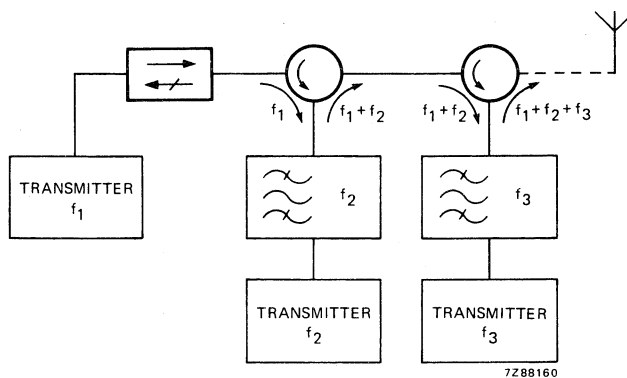 f1
f1+f2
f1+f2
f1+f2+f3
TRANSMITTER
f1
f2
f3
TRANSMITTER
f2
TRANSMITTER
f3
7Z88160